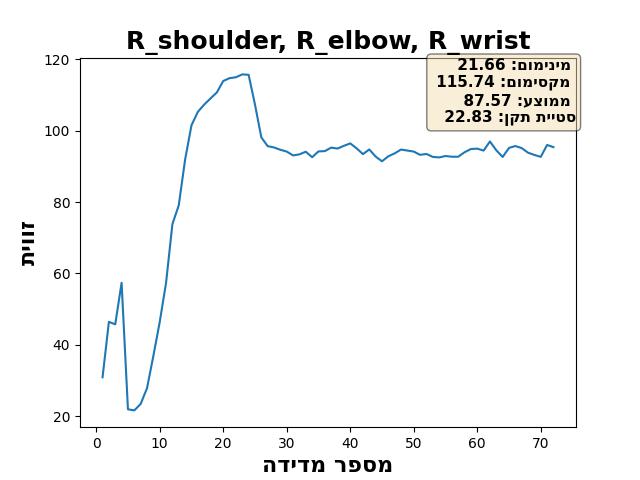 R_shoulder, R_elbow, R_wrist
מינימום: 21.66
מקסימום: 115.74
ממוצע: 87.57
סטיית תקן: 22.83
120
100
80
60
40
20
זווית
0 10 20 30 40 50 60 70
מספר מדידה